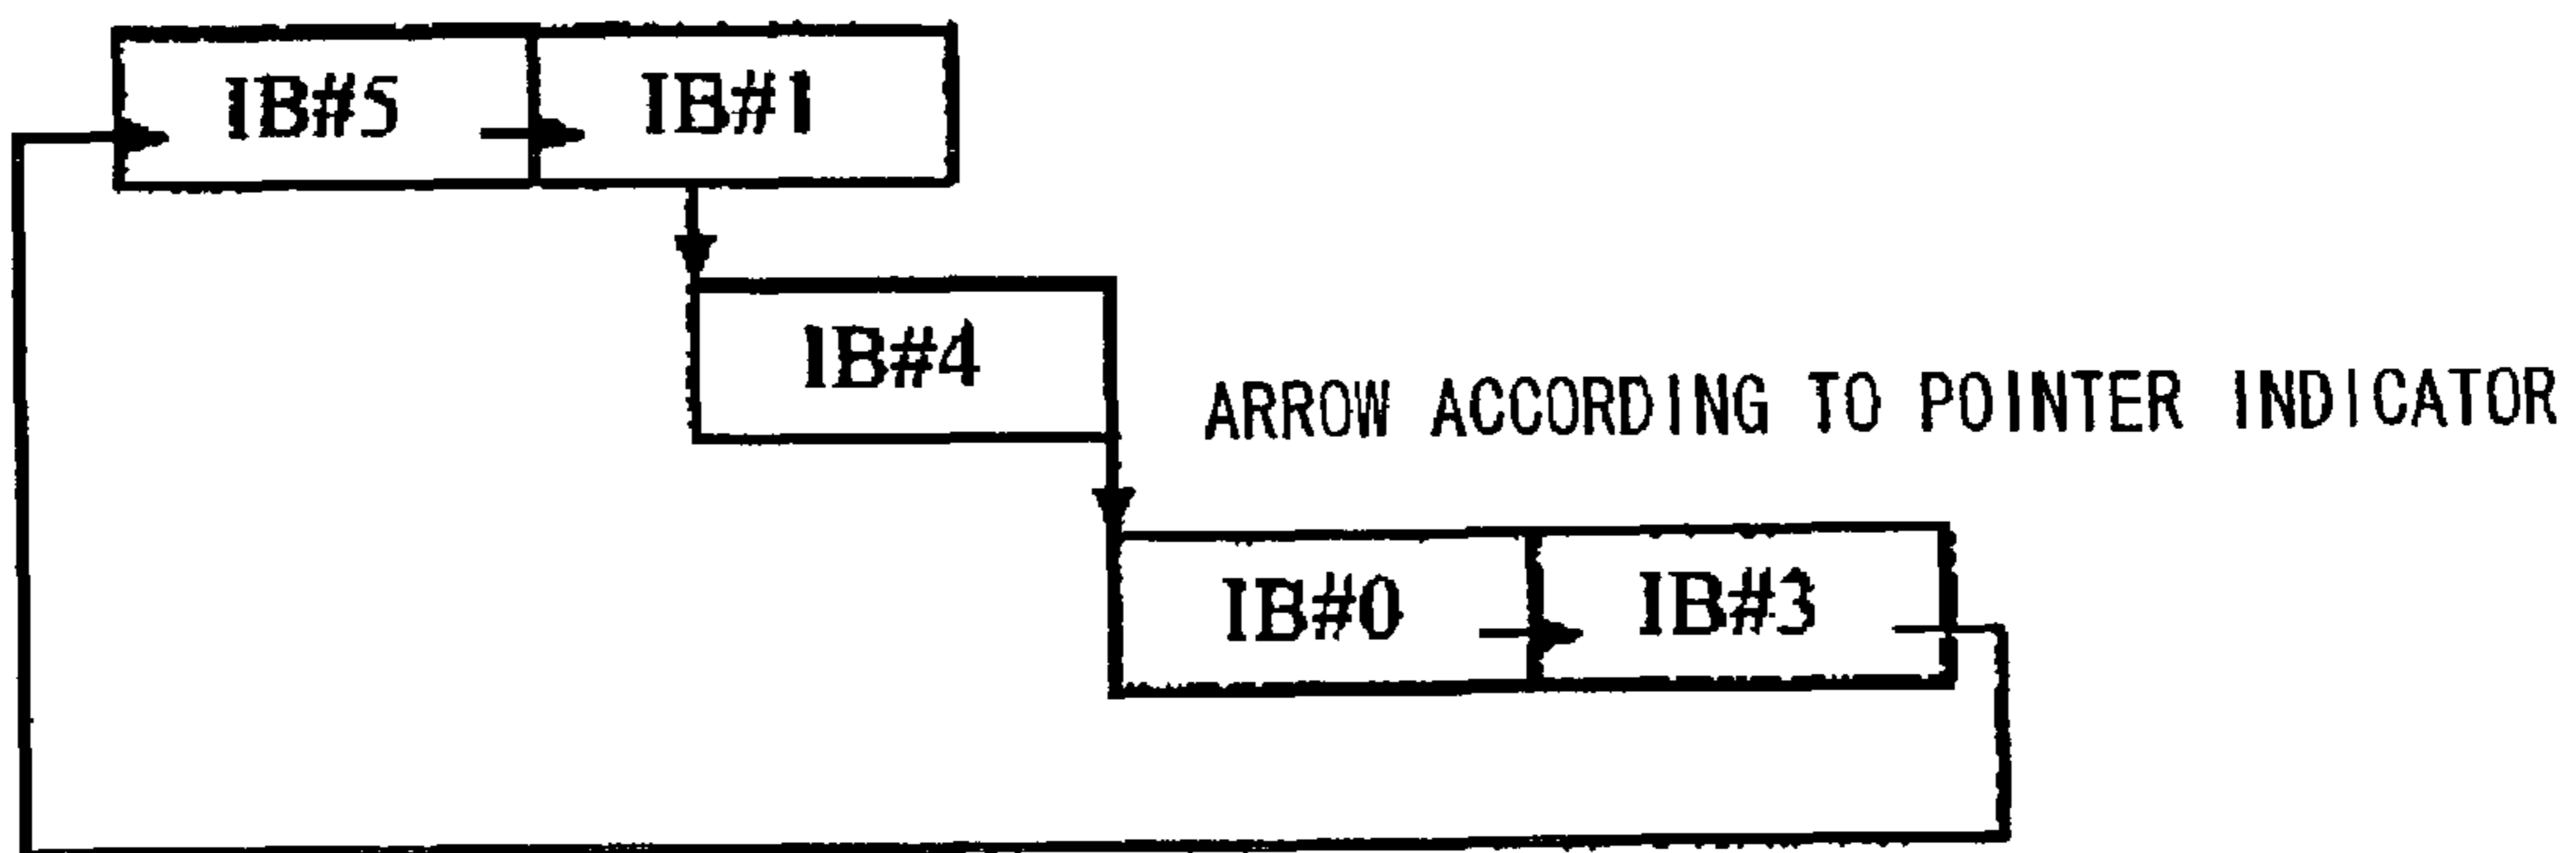 IB#5 IB#1
IB#4
ARROW ACCORDING TO POINTER INDICATOR
IB#0 IB#3